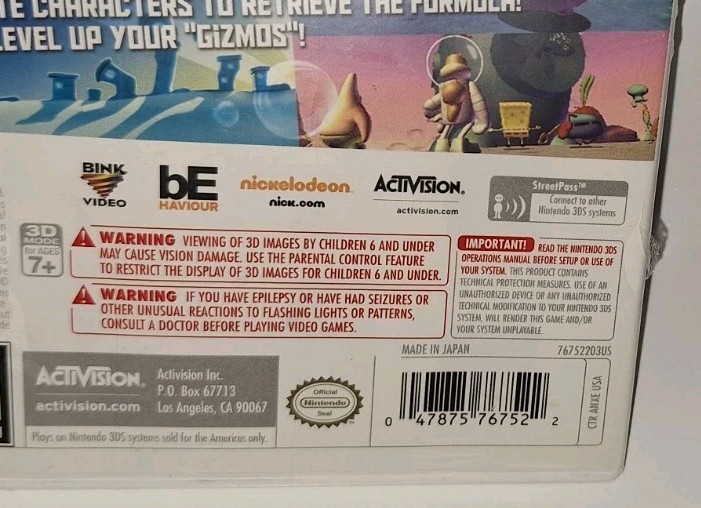 TE CHARACTERS TO RETRIEVE THE FORMULA!
LEVEL UP YOUR "GIZMOS"!
BINK
VIDEO
bE
HAVIOUR
nickelodeon
nick.com
ACTIVISION®
activision.com
StreetPass™
Connect to other
Nintendo 3DS systems
3D
MODE
for AGES
7+
WARNING VIEWING OF 3D IMAGES BY CHILDREN 6 AND UNDER
MAY CAUSE VISION DAMAGE. USE THE PARENTAL CONTROL FEATURE
TO RESTRICT THE DISPLAY OF 3D IMAGES FOR CHILDREN 6 AND UNDER.
WARNING IF YOU HAVE EPILEPSY OR HAVE HAD SEIZURES OR
OTHER UNUSUAL REACTIONS TO FLASHING LIGHTS OR PATTERNS,
CONSULT A DOCTOR BEFORE PLAYING VIDEO GAMES.
IMPORTANT! READ THE NINTENDO 3DS
OPERATIONS MANUAL BEFORE SETUP OR USE OF
YOUR SYSTEM. THIS PRODUCT CONTAINS
TECHNICAL PROTECTION MEASURES. USE OF AN
UNAUTHORIZED DEVICE OR ANY UNAUTHORIZED
TECHNICAL MODIFICATION TO YOUR NINTENDO 3DS
SYSTEM, WILL RENDER THIS GAME AND/OR
YOUR SYSTEM UNPLAYABLE.
MADE IN JAPAN 76752203US
ACTIVISION®
activision.com
Activision Inc.
P.O. Box 67713
Los Angeles, CA 90067
Plays on Nintendo 3DS systems sold for the Americas only.
Official
Nintendo
Seal
0 47875 76752 2
CTR ANXE USA